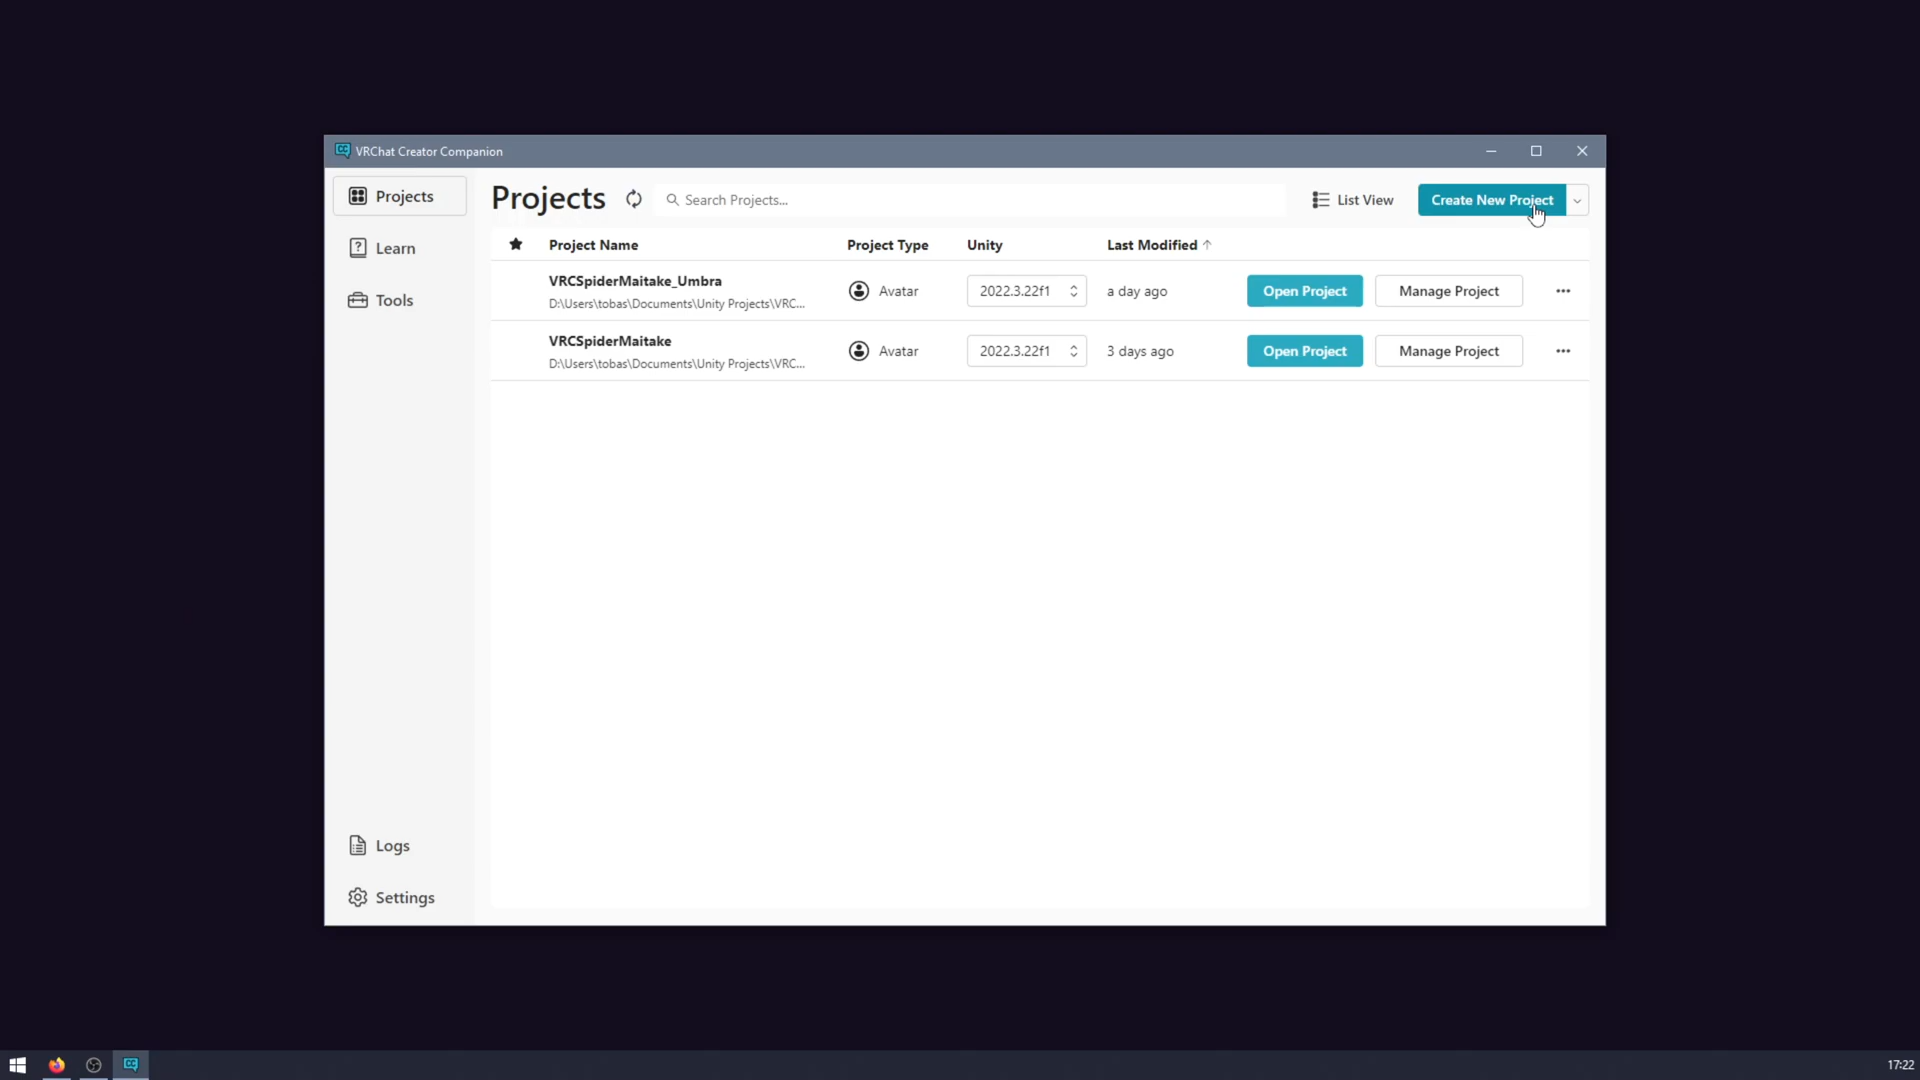 VRChat Creator Companion
Projects
Learn
Tools
Logs
Settings
Projects
Search Projects...
List View
Create New Project
Project Name Project Type Unity Last Modified
VRCSpiderMaitake_Umbra
D:\Users\tobas\Documents\Unity Projects\VRC...
Avatar 2022.3.22f1 a day ago Open Project Manage Project
VRCSpiderMaitake
D:\Users\tobas\Documents\Unity Projects\VRC...
Avatar 2022.3.22f1 3 days ago Open Project Manage Project
17:22